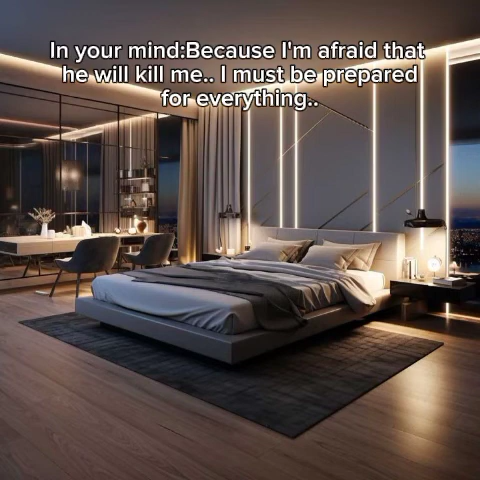 In your mind:Because I'm afraid that
he will kill me.. I must be prepared
for everything..